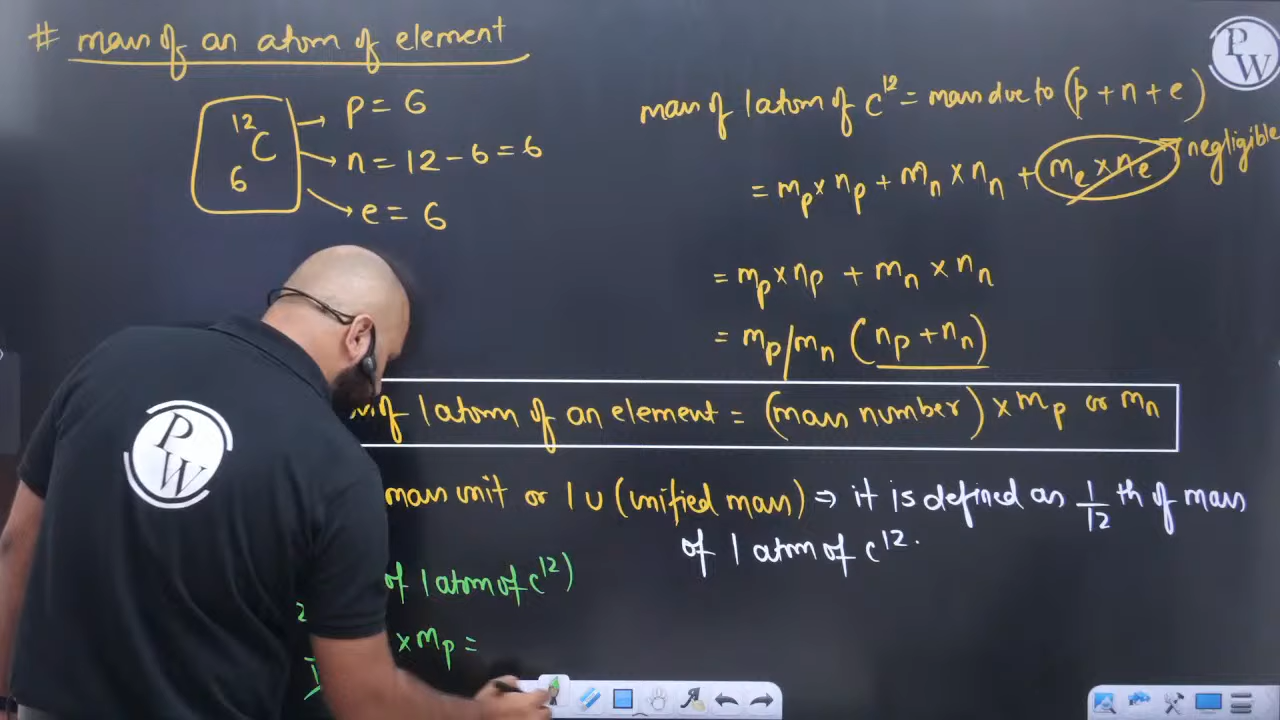 # mass of an atom of element
PW
12
C
6
p = 6
n = 12 - 6 = 6
e = 6
mass of 1 atom of C¹² = mass due to (p + n + e)
= mₚ × nₚ + mₙ × nₙ + mₑ × nₑ negligible
= mₚ × nₚ + mₙ × nₙ
= mₚ/mₙ (nₚ + nₙ)
of 1 atom of an element = (mass number) × mₚ or mₙ
mass unit or 1 U (unified mass) ⇒ it is defined as 1/12 th of mass
of 1 atom of C¹².
of 1 atom of C¹²)
2
× mₚ =
PW